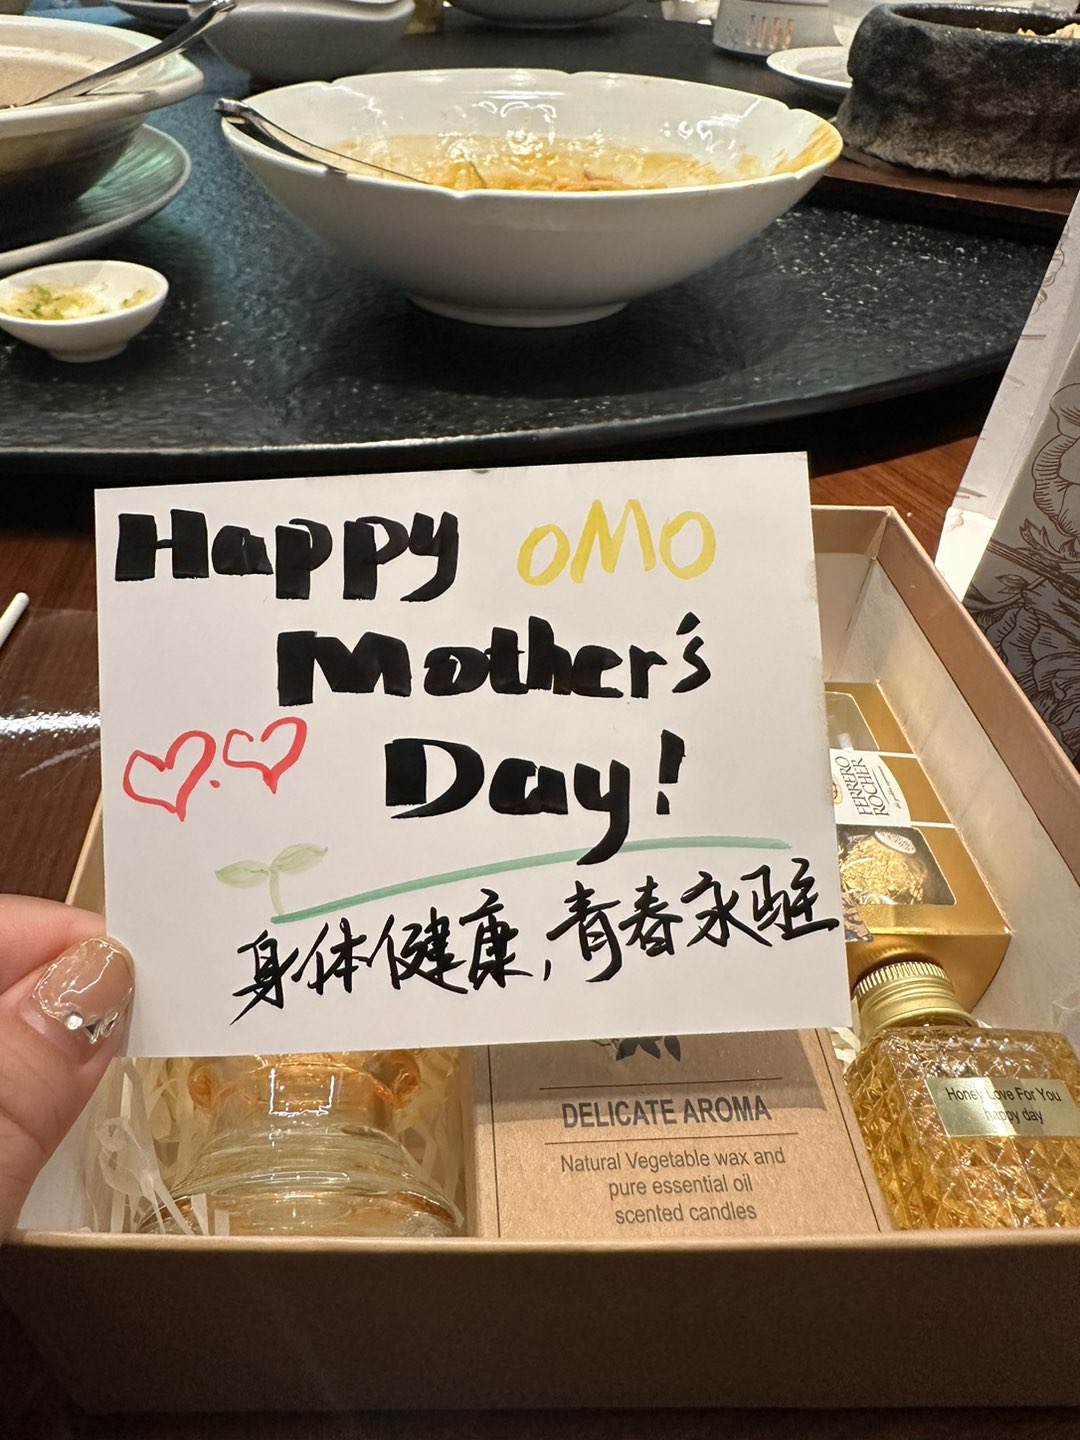 Happy OMO
Mother's
Day!
身体健康,青春永驻
FERRERO
ROCHER
DELICATE AROMA
Natural Vegetable wax and
pure essential oil
scented candles
Honey Love For You
happy day